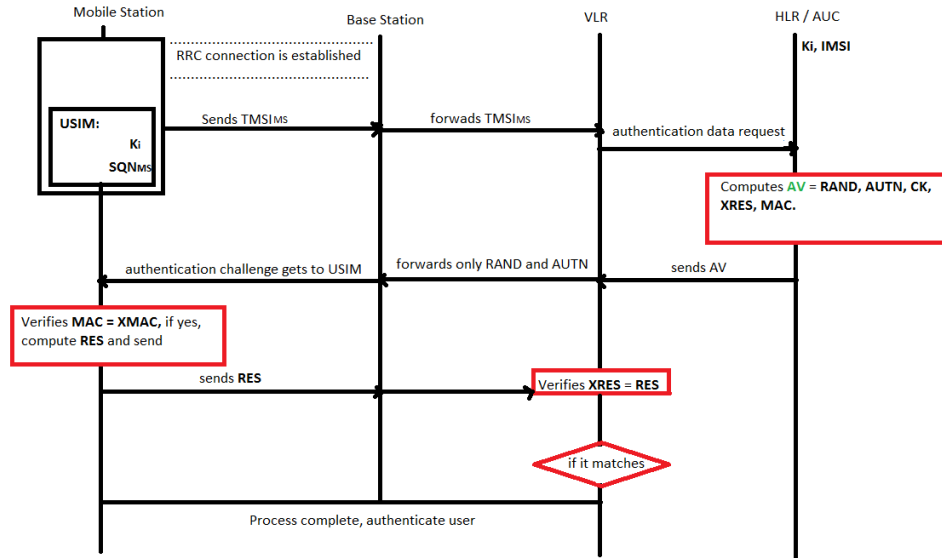 Mobile Station
Base Station
VLR
HLR / AUC
RRC connection is established
Ki, IMSI
USIM:
Ki
SQNMS
Sends TMSIMS
forwads TMSIMS
authentication data request
Computes AV = RAND, AUTN, CK,
XRES, MAC.
authentication challenge gets to USIM
forwards only RAND and AUTN
sends AV
Verifies MAC = XMAC, if yes,
compute RES and send
sends RES
Verifies XRES = RES
if it matches
Process complete, authenticate user